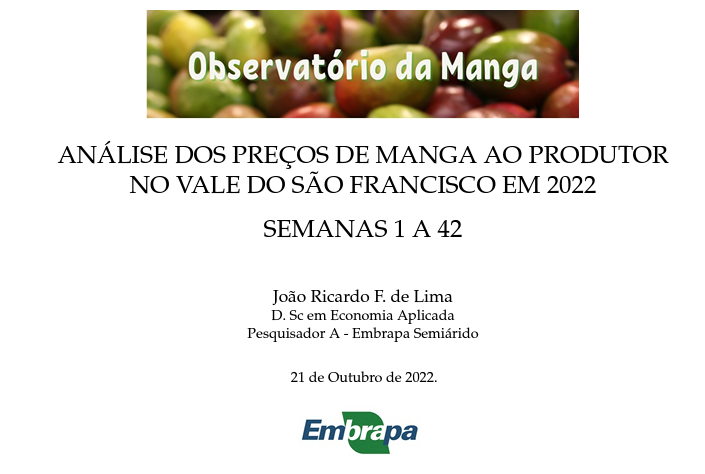 Observatório da Manga
ANÁLISE DOS PREÇOS DE MANGA AO PRODUTOR
NO VALE DO SÃO FRANCISCO EM 2022
SEMANAS 1 A 42
João Ricardo F. de Lima
D. Sc em Economia Aplicada
Pesquisador A - Embrapa Semiárido
21 de Outubro de 2022.
Embrapa